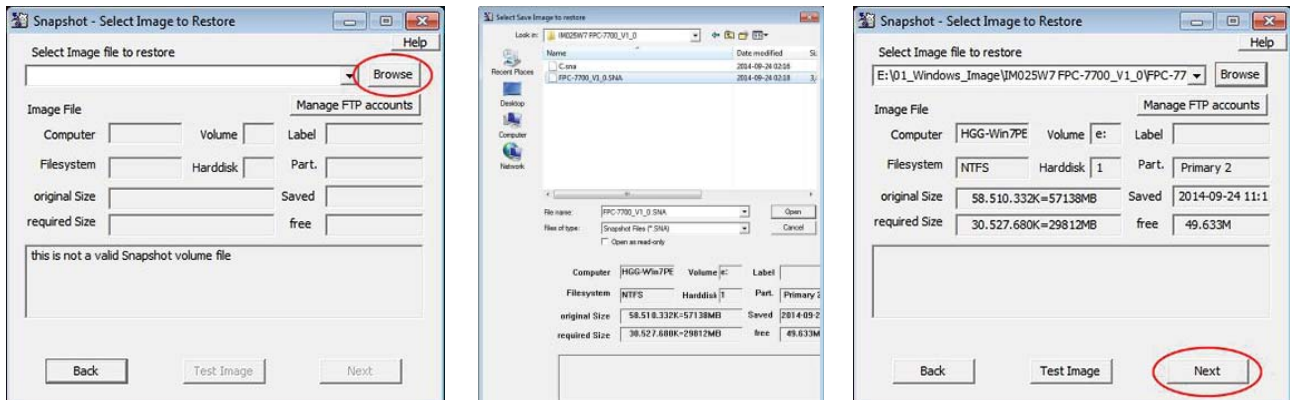 Snapshot - Select Image to Restore
Help
Select Image file to restore
Browse
Image File
Manage FTP accounts
Computer Volume Label
Filesystem Harddisk Part.
original Size Saved
required Size free
this is not a valid Snapshot volume file
Back Test Image Next
Select Save Image to restore
Look in: IM025W7 FPC-7700_V1_0
Name Date modified
C.sna 2014-09-24 02:18
FPC-7700_V1_0.SNA 2014-09-24 02:18
Recent Places
Desktop
Computer
Network
File name: FPC-7700_V1_0.SNA Open
Files of type: Snapshot Files (*.SNA) Cancel
Open as read-only
Computer HGG-Win7PE Volume e: Label
Filesystem NTFS Harddisk 1 Part. Primary 2
original Size 58.510.332K=57138MB Saved 2014-09-2
required Size 30.527.680K=29812MB free 49.633M
Snapshot - Select Image to Restore
Help
Select Image file to restore
E:\01_Windows_Image\IM025W7 FPC-7700_V1_0\FPC-77 Browse
Image File
Manage FTP accounts
Computer HGG-Win7PE Volume e: Label
Filesystem NTFS Harddisk 1 Part. Primary 2
original Size 58.510.332K=57138MB Saved 2014-09-24 11:1
required Size 30.527.680K=29812MB free 49.633M
Back Test Image Next